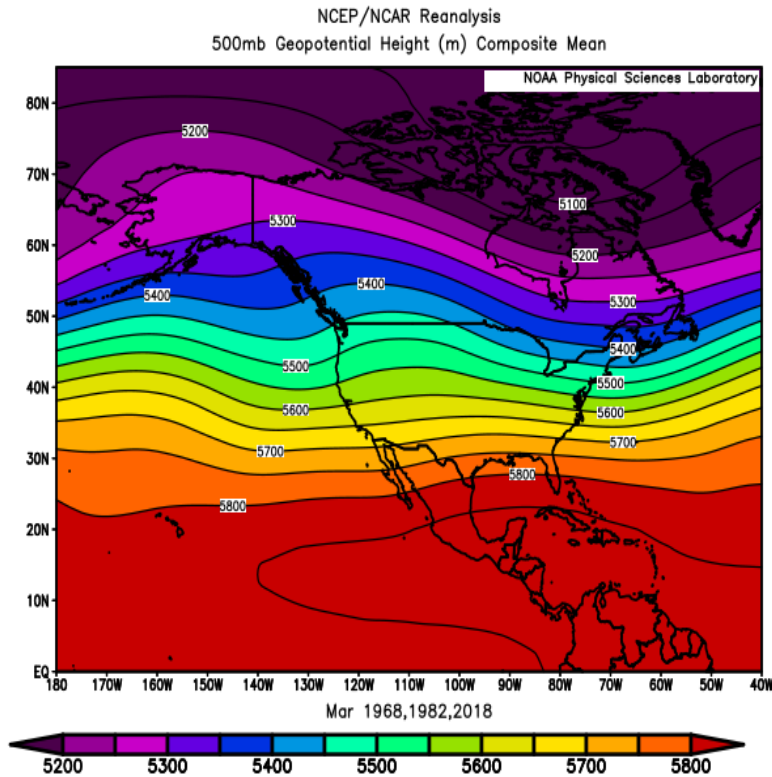 NCEP/NCAR Reanalysis
500mb Geopotential Height (m) Composite Mean
NOAA Physical Sciences Laboratory
80N
5200
70N
5100
5300
60N
5200
5400
5400
5300
50N
5400
5500
5500
40N
5600
5600
5700
5700
30N
5800
5800
20N
10N
EQ
180 170W 160W 150W 140W 130W 120W 110W 100W 90W 80W 70W 60W 50W 40W
Mar 1968,1982,2018
5200 5300 5400 5500 5600 5700 5800